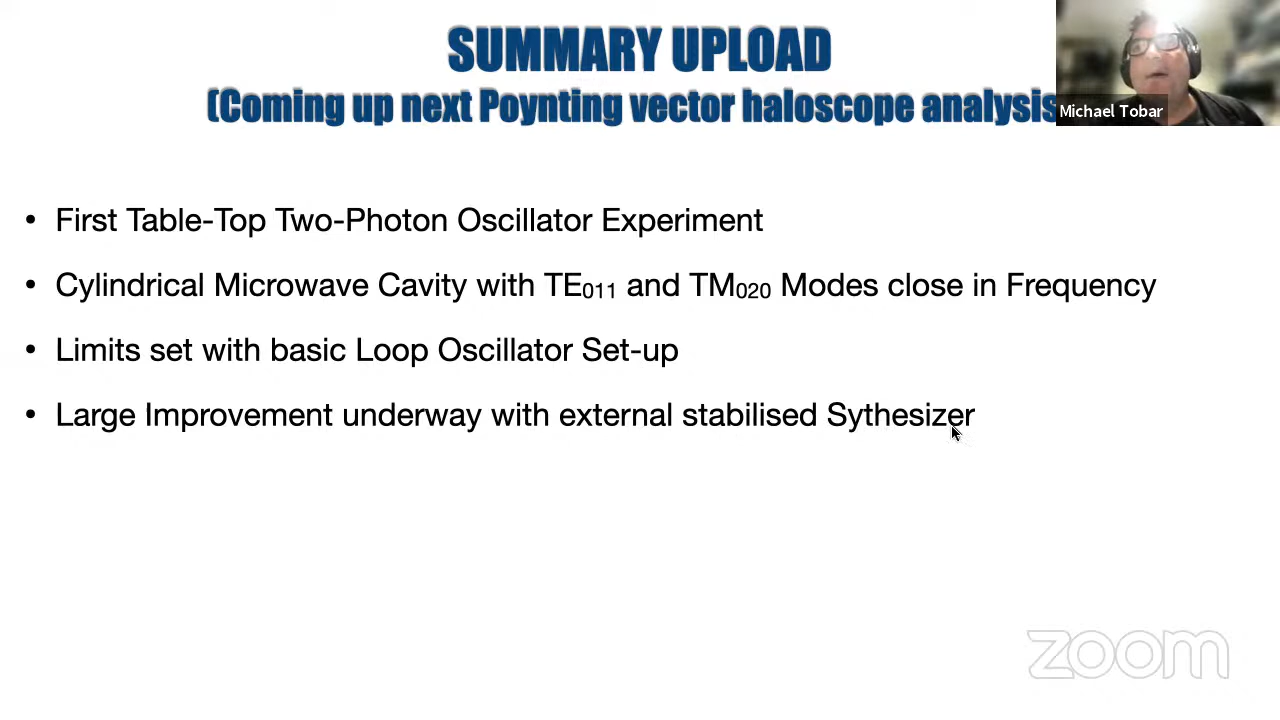 SUMMARY UPLOAD
(Coming up next Poynting vector haloscope analysis
Michael Tobar
• First Table-Top Two-Photon Oscillator Experiment
• Cylindrical Microwave Cavity with TE₀₁₁ and TM₀₂₀ Modes close in Frequency
• Limits set with basic Loop Oscillator Set-up
• Large Improvement underway with external stabilised Sythesizer
zoom